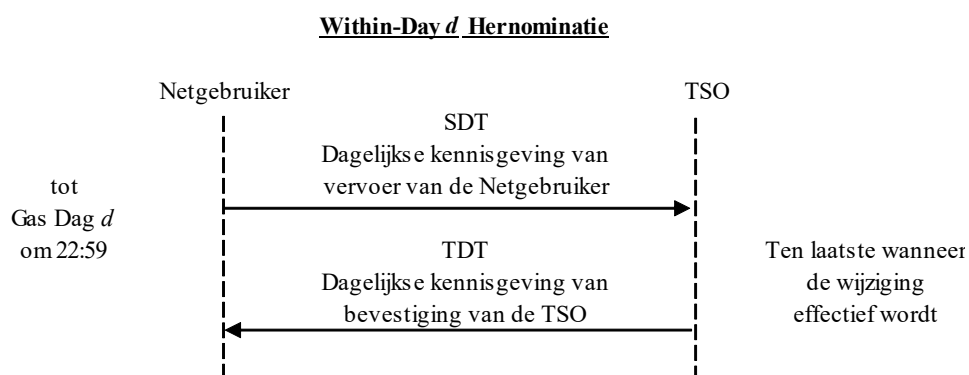 Within-Day d Hernominatie
Netgebruiker
TSO
SDT
Dagelijkse kennisgeving van
vervoer van de Netgebruiker
tot
Gas Dag d
om 22:59
TDT
Dagelijkse kennisgeving van
bevestiging van de TSO
Ten laatste wanneer
de wijziging
effectief wordt